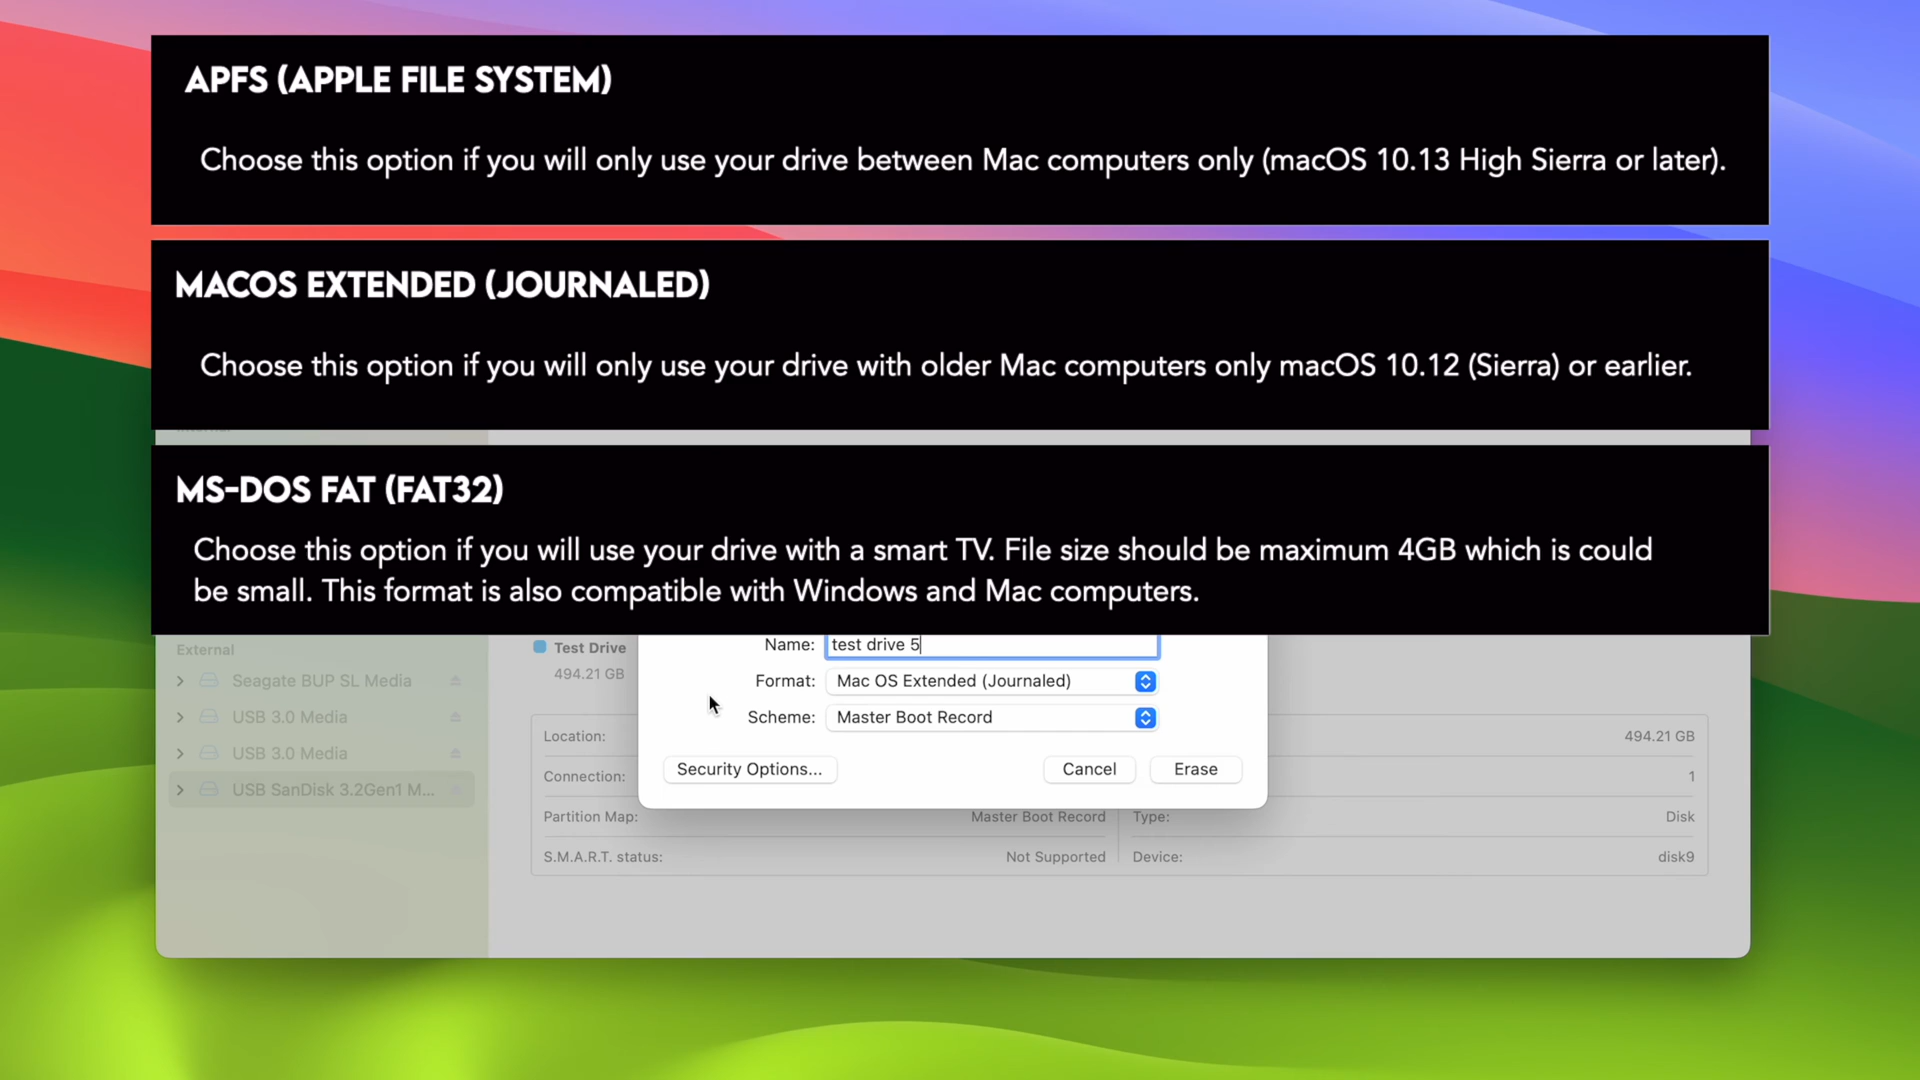 APFS (APPLE FILE SYSTEM)
Choose this option if you will only use your drive between Mac computers only (macOS 10.13 High Sierra or later).
MACOS EXTENDED (JOURNALED)
Choose this option if you will only use your drive with older Mac computers only macOS 10.12 (Sierra) or earlier.
MS-DOS FAT (FAT32)
Choose this option if you will use your drive with a smart TV. File size should be maximum 4GB which is could
be small. This format is also compatible with Windows and Mac computers.
External
Seagate BUP SL Media
USB 3.0 Media
USB 3.0 Media
USB SanDisk 3.2Gen1 M...
Test Drive
494.21 GB
Name: test drive 5
Format: Mac OS Extended (Journaled)
Scheme: Master Boot Record
Security Options... Cancel Erase
Location: 494.21 GB
Connection: 1
Partition Map: Master Boot Record Type: Disk
S.M.A.R.T. status: Not Supported Device: disk9